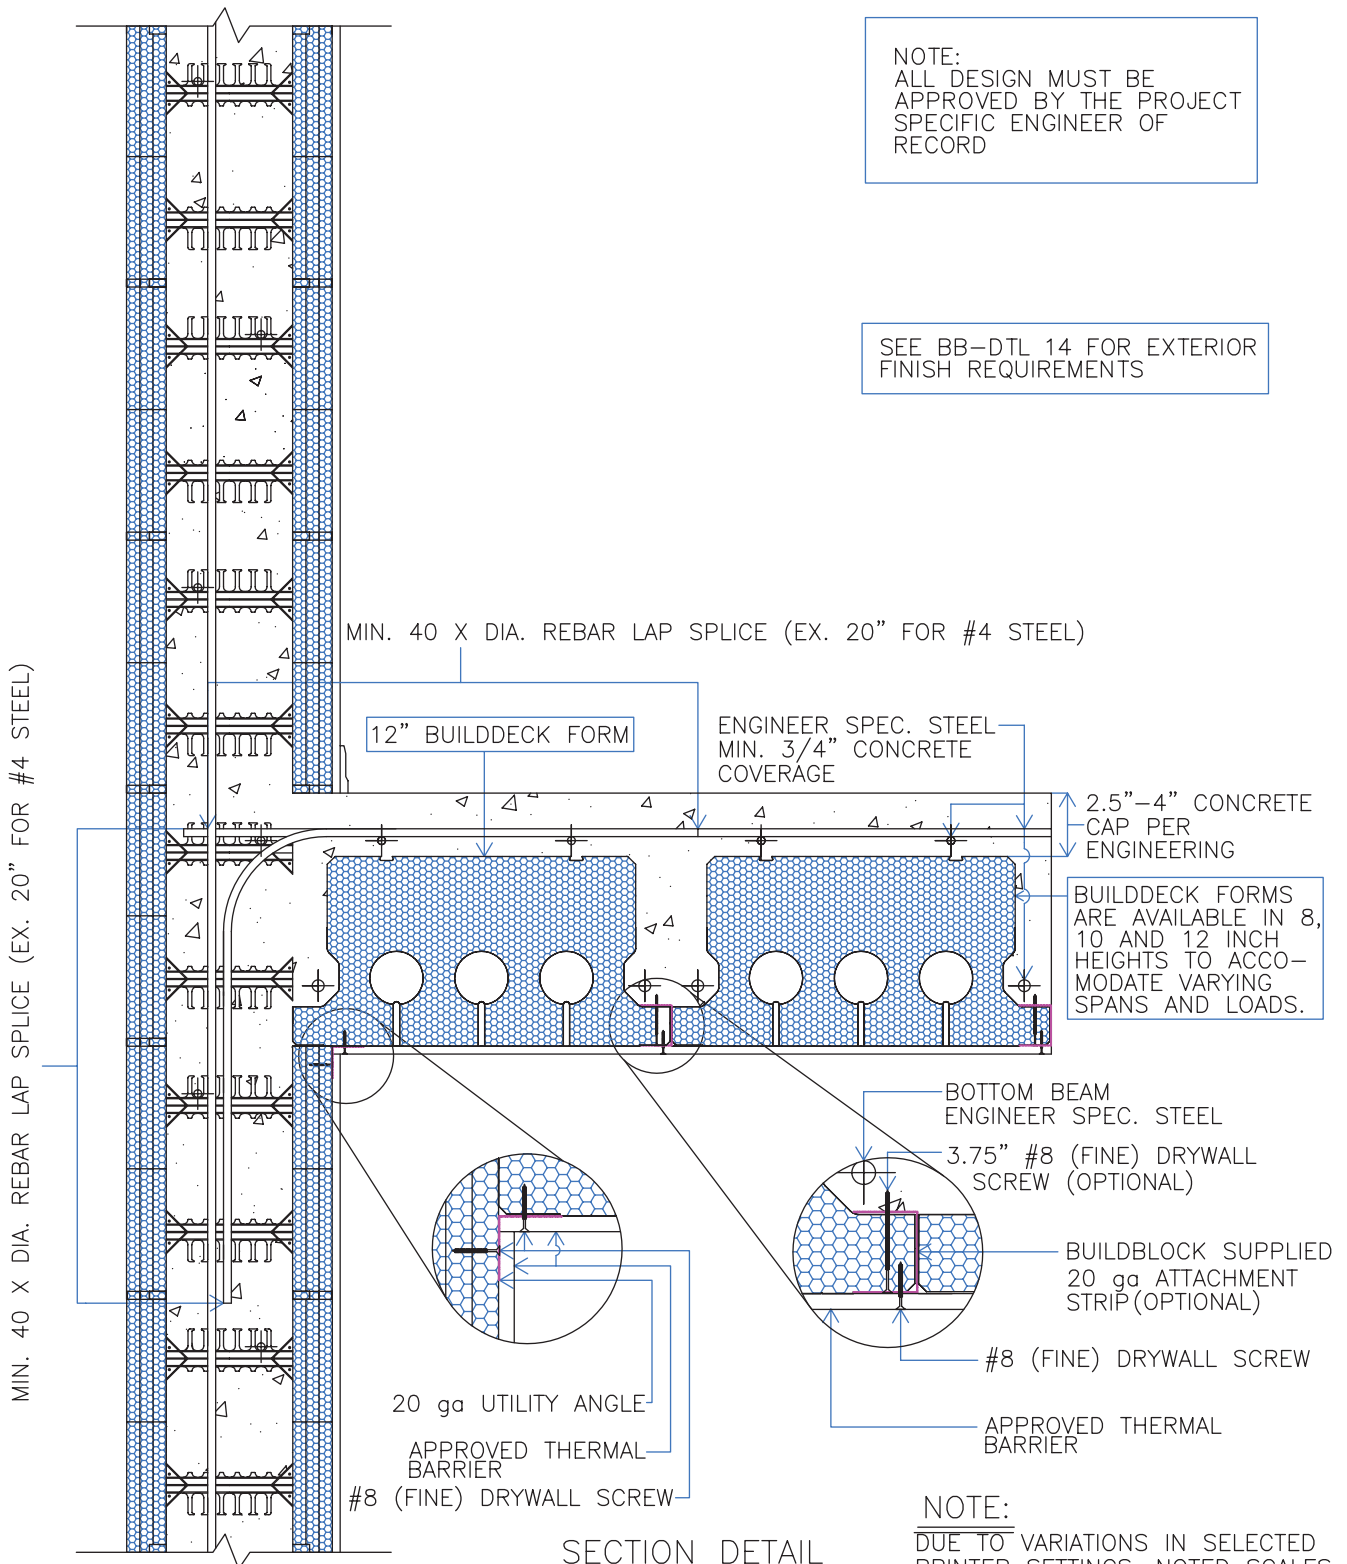 NOTE:
ALL DESIGN MUST BE
APPROVED BY THE PROJECT
SPECIFIC ENGINEER OF
RECORD
SEE BB-DTL 14 FOR EXTERIOR
FINISH REQUIREMENTS
MIN. 40 X DIA. REBAR LAP SPLICE (EX. 20" FOR #4 STEEL)
MIN. 40 X DIA. REBAR LAP SPLICE (EX. 20" FOR #4 STEEL)
12" BUILDDECK FORM
ENGINEER SPEC. STEEL
MIN. 3/4" CONCRETE
COVERAGE
2.5"-4" CONCRETE
CAP PER
ENGINEERING
BUILDDECK FORMS
ARE AVAILABLE IN 8,
10 AND 12 INCH
HEIGHTS TO ACCO-
MODATE VARYING
SPANS AND LOADS.
BOTTOM BEAM
ENGINEER SPEC. STEEL
3.75" #8 (FINE) DRYWALL
SCREW (OPTIONAL)
BUILDBLOCK SUPPLIED
20 ga ATTACHMENT
STRIP(OPTIONAL)
#8 (FINE) DRYWALL SCREW
APPROVED THERMAL
BARRIER
20 ga UTILITY ANGLE
APPROVED THERMAL
BARRIER
#8 (FINE) DRYWALL SCREW
SECTION DETAIL
NOTE:
DUE TO VARIATIONS IN SELECTED
PRINTER SETTINGS, NOTED SCALES